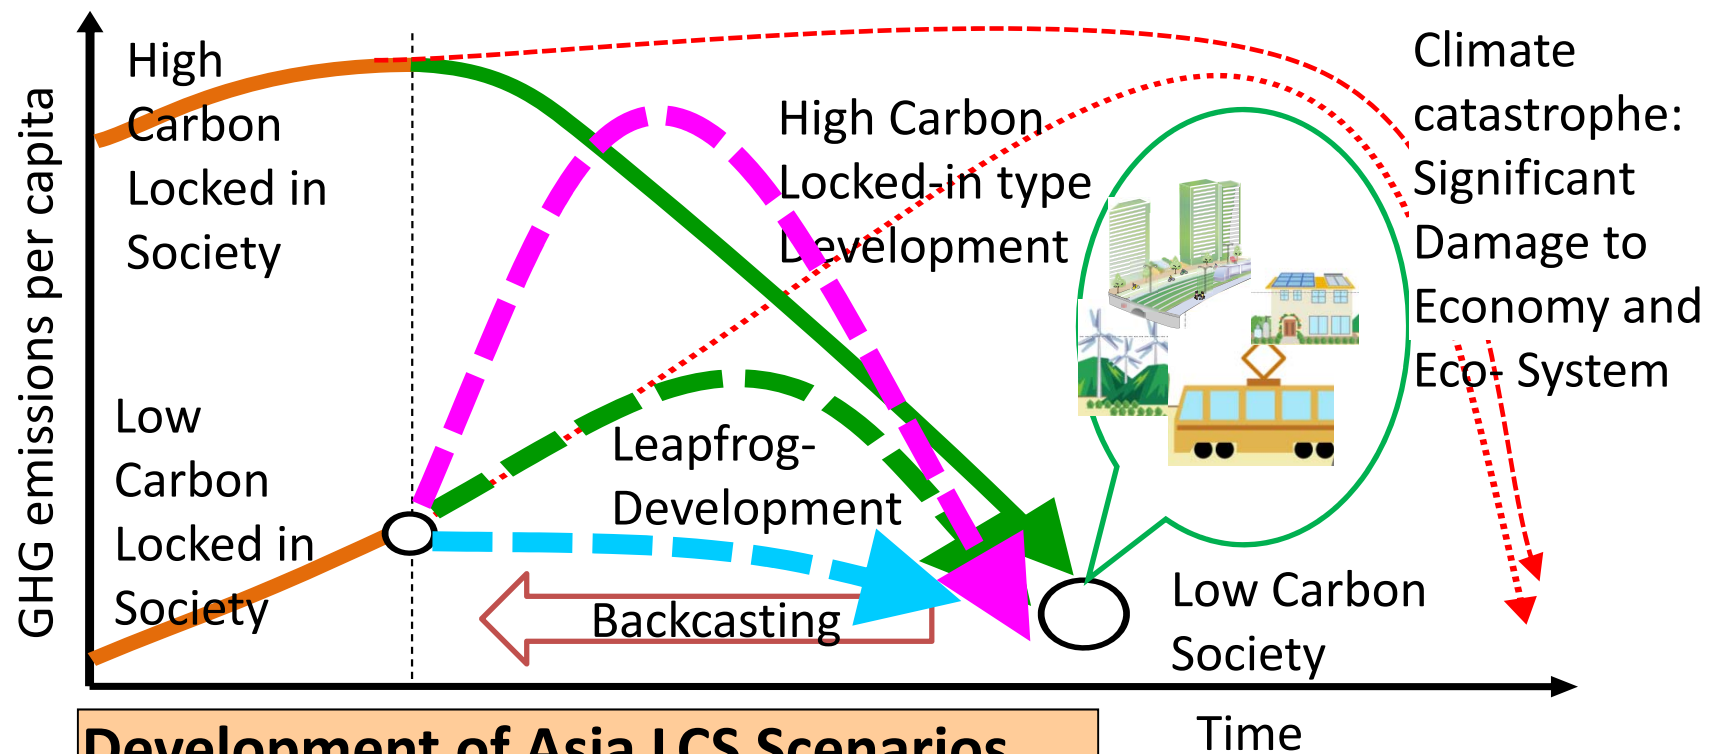 GHG emissions per capita
High
Carbon
Locked in
Society
Low
Carbon
Locked in
Society
High Carbon
Locked-in type
Development
Leapfrog-
Development
Backcasting
Climate
catastrophe:
Significant
Damage to
Economy and
Eco- System
Low Carbon
Society
Time
Development of Asia LCS Scenarios